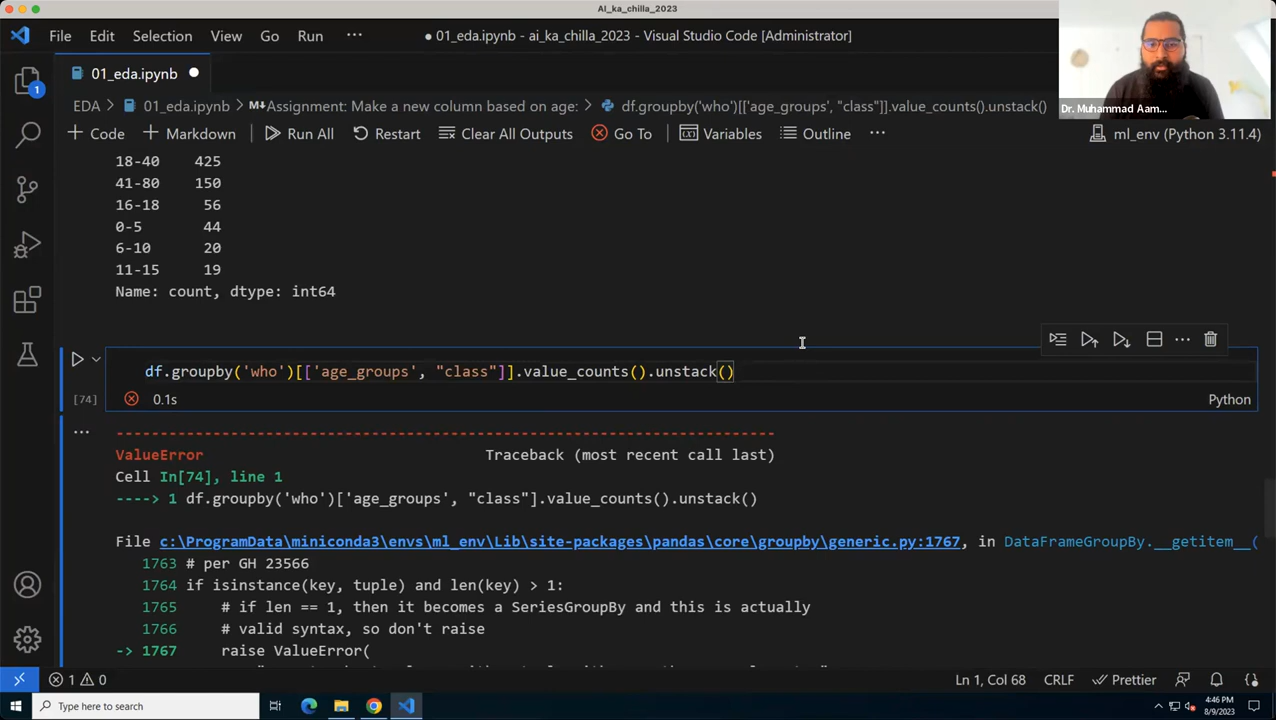 AI_ka_chilla_2023
File Edit Selection View Go Run ··· ● 01_eda.ipynb - ai_ka_chilla_2023 - Visual Studio Code [Administrator]
01_eda.ipynb ●
EDA > 01_eda.ipynb > M↓Assignment: Make a new column based on age: > df.groupby('who')[['age_groups', "class"]].value_counts().unstack()
+ Code + Markdown Run All Restart Clear All Outputs Go To Variables Outline ··· ml_env (Python 3.11.4)
Dr. Muhammad Aam...
1
18-40 425
41-80 150
16-18 56
0-5 44
6-10 20
11-15 19
Name: count, dtype: int64
df.groupby('who')[['age_groups', "class"]].value_counts().unstack()
[74] 0.1s Python
--------------------------------------------------------------------------
ValueError Traceback (most recent call last)
Cell In[74], line 1
----> 1 df.groupby('who')['age_groups', "class"].value_counts().unstack()
File c:\ProgramData\miniconda3\envs\ml_env\Lib\site-packages\pandas\core\groupby\generic.py:1767, in DataFrameGroupBy.__getitem__(
1763 # per GH 23566
1764 if isinstance(key, tuple) and len(key) > 1:
1765 # if len == 1, then it becomes a SeriesGroupBy and this is actually
1766 # valid syntax, so don't raise
-> 1767 raise ValueError(
1 0 Ln 1, Col 68 CRLF Prettier
Type here to search 4:46 PM
8/9/2023